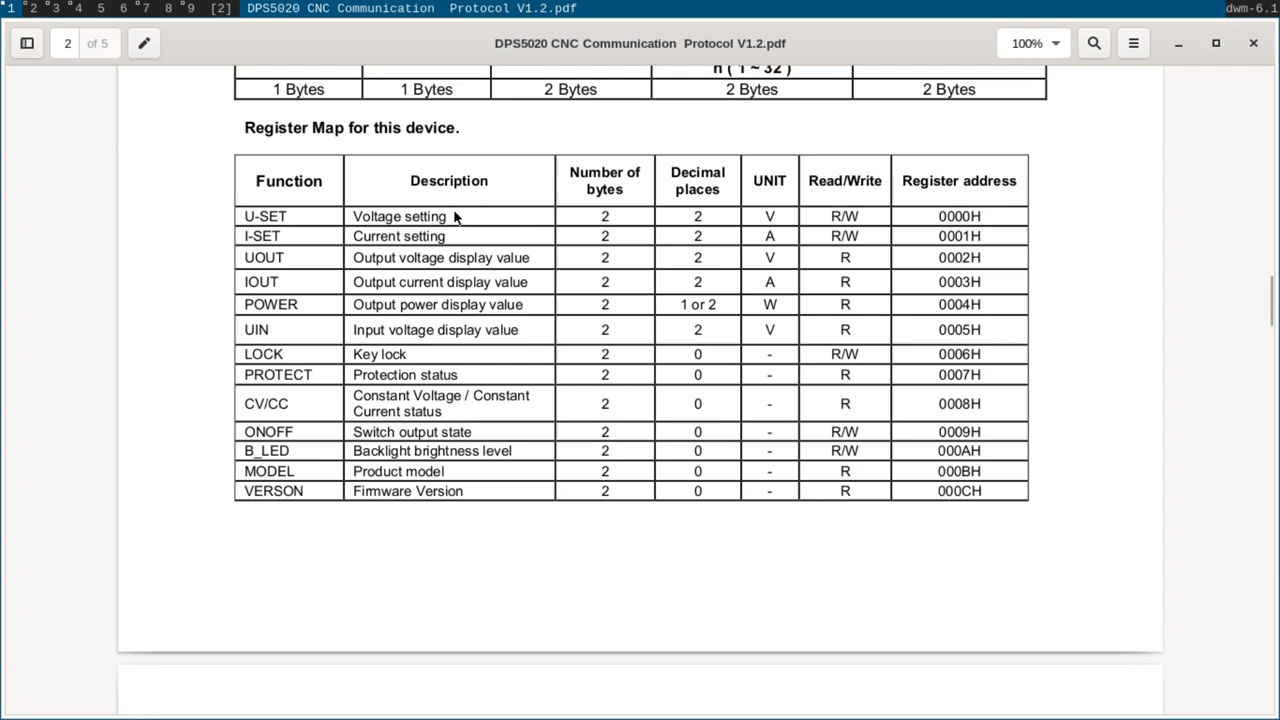 1 2 3 4 5 6 7 8 9 [2] DPS5020 CNC Communication Protocol V1.2.pdf dwm-6.1
2 of 5 DPS5020 CNC Communication Protocol V1.2.pdf 100%
n ( 1 ~ 32 )
1 Bytes 1 Bytes 2 Bytes 2 Bytes 2 Bytes
Register Map for this device.
Function Description Number of bytes Decimal places UNIT Read/Write Register address
U-SET Voltage setting 2 2 V R/W 0000H
I-SET Current setting 2 2 A R/W 0001H
UOUT Output voltage display value 2 2 V R 0002H
IOUT Output current display value 2 2 A R 0003H
POWER Output power display value 2 1 or 2 W R 0004H
UIN Input voltage display value 2 2 V R 0005H
LOCK Key lock 2 0 - R/W 0006H
PROTECT Protection status 2 0 - R 0007H
CV/CC Constant Voltage / Constant Current status 2 0 - R 0008H
ONOFF Switch output state 2 0 - R/W 0009H
B_LED Backlight brightness level 2 0 - R/W 000AH
MODEL Product model 2 0 - R 000BH
VERSON Firmware Version 2 0 - R 000CH